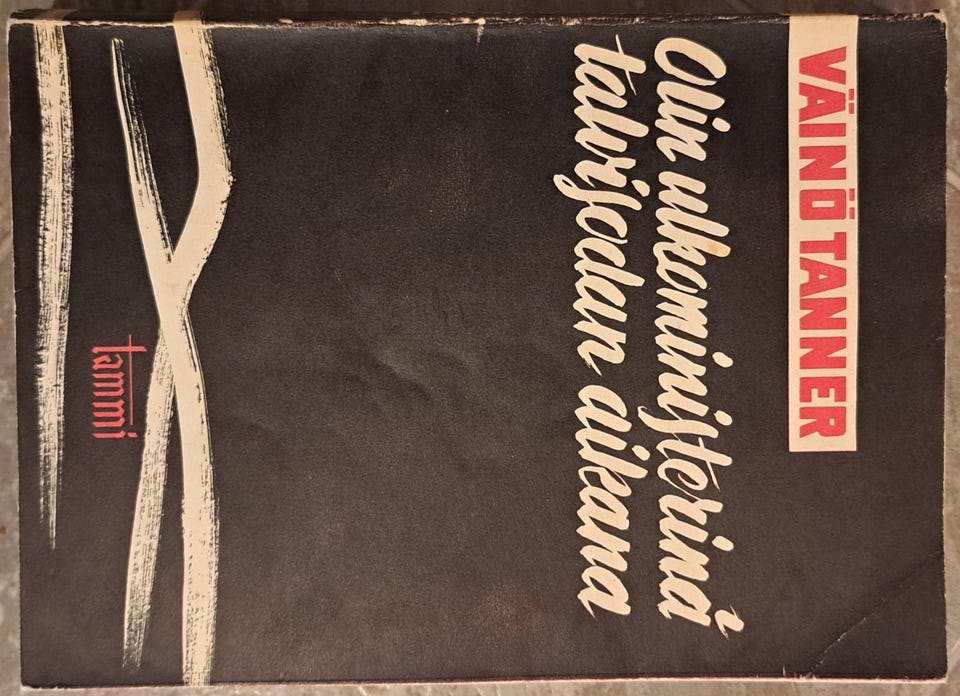 VÄINÖ TANNER
Olin ulkoministerinä
talvisodan aikana
tammi